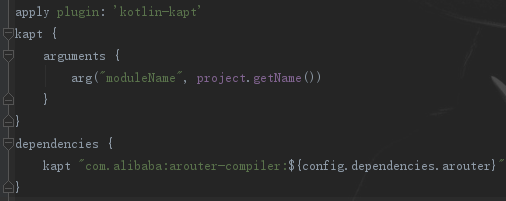 apply plugin: 'kotlin-kapt'
kapt {
    arguments {
        arg("moduleName", project.getName())
    }
}
dependencies {
    kapt "com.alibaba:arouter-compiler:${config.dependencies.arouter}"
}